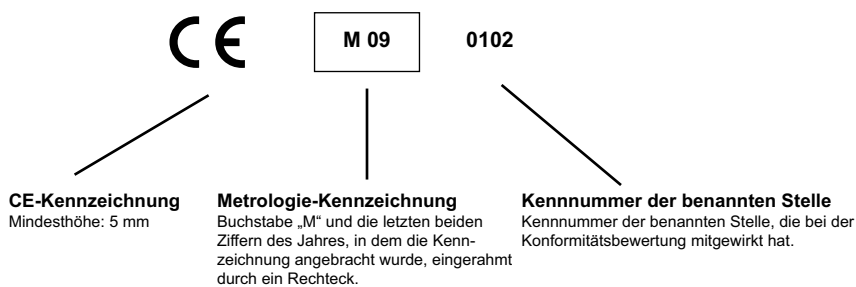 CE M 09 0102
CE-Kennzeichnung
Mindesthöhe: 5 mm
Metrologie-Kennzeichnung
Buchstabe „M“ und die letzten beiden
Ziffern des Jahres, in dem die Kenn-
zeichnung angebracht wurde, eingerahmt
durch ein Rechteck.
Kennnummer der benannten Stelle
Kennnummer der benannten Stelle, die bei der
Konformitätsbewertung mitgewirkt hat.